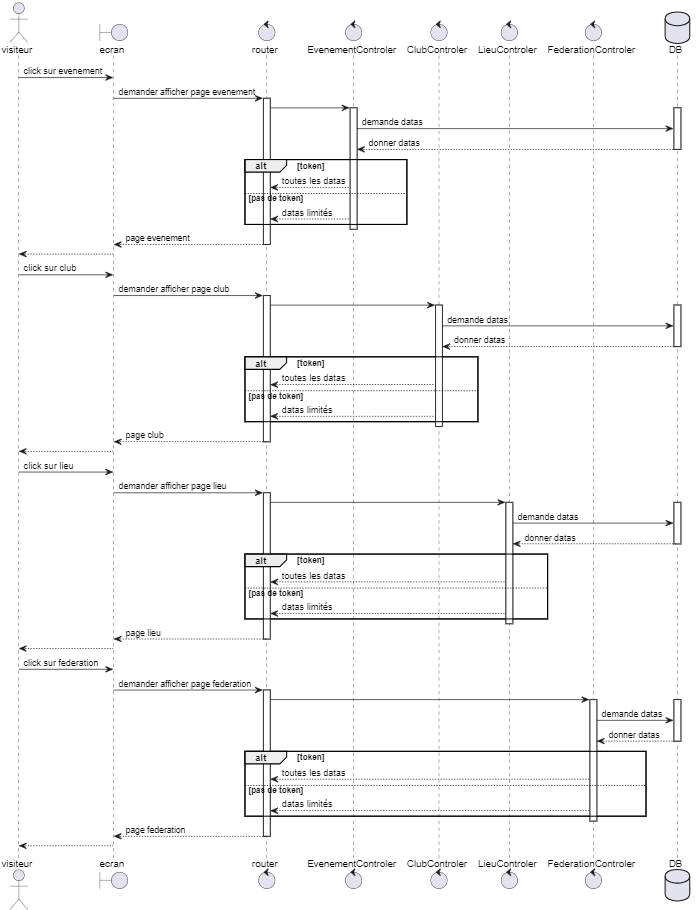 visiteur ecran router EvenementControler ClubControler LieuControler FederationControler DB
click sur evenement
demander afficher page evenement
demande datas
donner datas
alt [token]
toutes les datas
[pas de token]
datas limités
page evenement
click sur club
demander afficher page club
demande datas
donner datas
alt [token]
toutes les datas
[pas de token]
datas limités
page club
click sur lieu
demander afficher page lieu
demande datas
donner datas
alt [token]
toutes les datas
[pas de token]
datas limités
page lieu
click sur federation
demander afficher page federation
demande datas
donner datas
alt [token]
toutes les datas
[pas de token]
datas limités
page federation
visiteur ecran router EvenementControler ClubControler LieuControler FederationControler DB